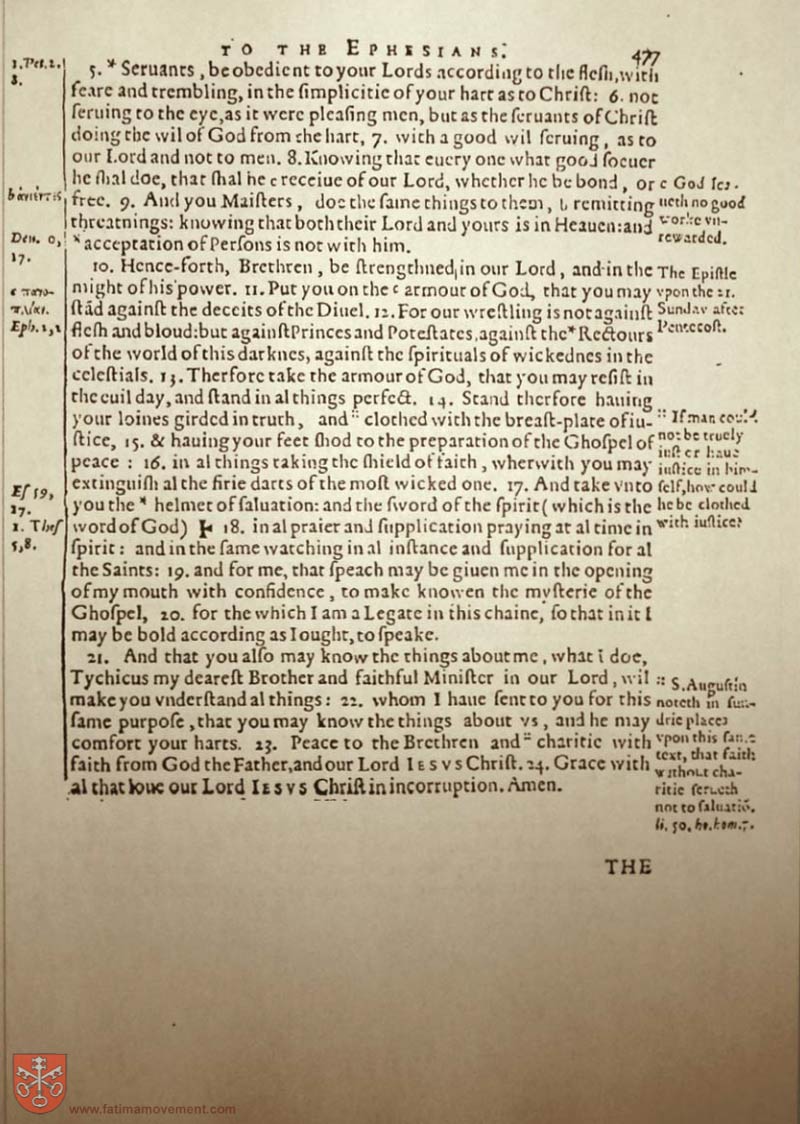 TO THE EPHESIANS. 477
5. * Seruants, be obedient to your Lords according to the flesh, with
feare and trembling, in the ſimplicitie of your hart as to Chriſt: 6. not
ſeruing to the eye, as it were pleaſing men, but as the ſeruants of Chriſt
doing the wil of God from the hart, 7. with a good wil ſeruing, as to
our Lord and not to men. 8. Knowing that euery one what good ſoeuer
he ſhal doe, that ſhal he c receiue of our Lord, whether he be bond, or
free. 9. And you Maiſters, doe the ſame things to them, b remitting
threatnings: knowing that both their Lord and yours is in Heauen: and
* acceptation of Perſons is not with him.
10. Hence-forth, Brethren, be ſtrengthned in our Lord, and in the
might of his power. 11. Put you on the c armour of God, that you may
ſtãd againſt the deceits of the Diuel. 12. For our wreſtling is not againſt
fleſh and bloud: but againſt Princes and Poteſtates, againſt the * Rectours
of the world of this darknes, againſt the ſpirituals of wickednes in the
celeſtials. 13. Therfore take the armour of God, that you may reſiſt in
the euil day, and ſtand in al things perfect. 14. Stand therfore hauing
your loines girded in truth, and :: clothed with the breaſt-plate of iu-
ſtice, 15. & hauing your feet ſhod to the preparation of the Ghoſpel of
peace: 16. in al things taking the ſhield of faith, wherwith you may
extinguiſh al the firie darts of the moſt wicked one. 17. And take vnto
you the * helmet of ſaluation: and the ſword of the ſpirit (which is the
word of God) 18. in al praier and ſupplication praying at al time in
ſpirit: and in the ſame watching in al inſtance and ſupplication for al
the Saints: 19. and for me, that ſpeach may be giuen me in the opening
of my mouth with confidence, to make knowen the myſterie of the
Ghoſpel, 20. for the which I am a Legate in this chaine, ſo that in it I
may be bold according as I ought, to ſpeake.
21. And that you alſo may know the things about me, what I doe,
Tychicus my deareſt Brother and faithful Miniſter in our Lord, wil
make you vnderſtand al things: 22. whom I haue ſent to you for this
ſame purpoſe, that you may know the things about vs, and he may
comfort your harts. 23. Peace to the Brethren and :: charitie with
faith from God the Father, and our Lord IESVS Chriſt. 24. Grace with
al that loue our Lord IESVS Chriſt in incorruption. Amen.
1. Pet. 2.
17.
Eph. 2, 2
Eſ 59,
17.
1. Theſ
5, 8.
c God
ueth no good
worke vn-
rewarded.
The Epiſtle
vpon the 21.
Sunday after
Pentecoſt.
:: If man could
not be truely
iuſt or haue
iuſtice in him-
ſelf, how could
he be clothed
with iuſtice?
:: S. Auguſtin
noteth in ſun-
drie places
vpon this ſame
text, that faith
without cha-
ritie ſerueth
not to ſaluatiõ.
li. 50. ho. hom. 7.
THE
www.fatimamovement.com